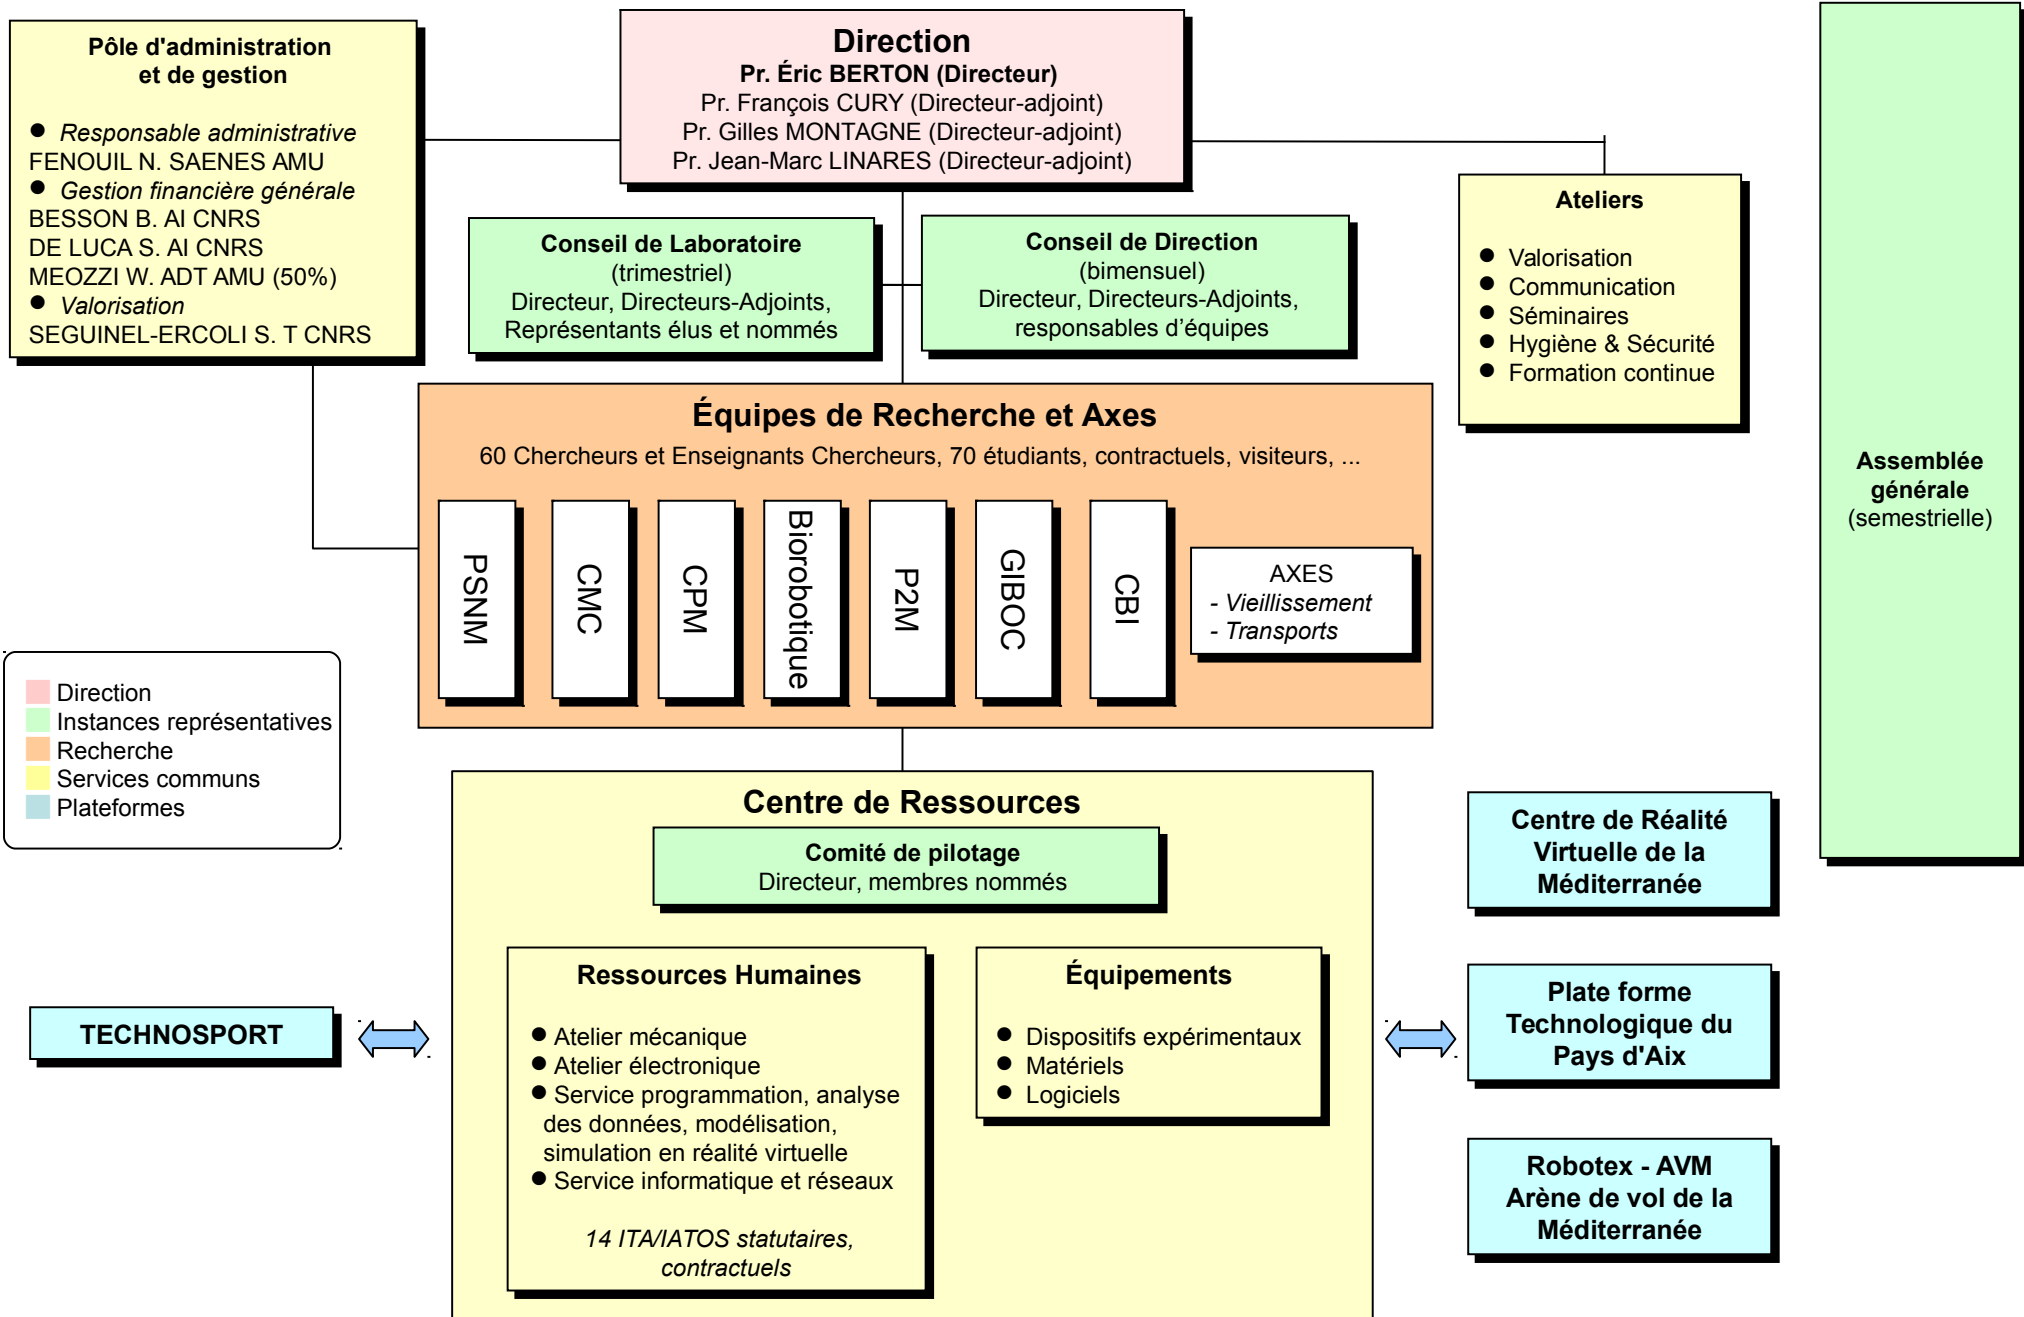 Pôle d'administration
et de gestion
● Responsable administrative
FENOUIL N. SAENES AMU
● Gestion financière générale
BESSON B. AI CNRS
DE LUCA S. AI CNRS
MEOZZI W. ADT AMU (50%)
● Valorisation
SEGUINEL-ERCOLI S. T CNRS
Direction
Pr. Éric BERTON (Directeur)
Pr. François CURY (Directeur-adjoint)
Pr. Gilles MONTAGNE (Directeur-adjoint)
Pr. Jean-Marc LINARES (Directeur-adjoint)
Conseil de Laboratoire
(trimestriel)
Directeur, Directeurs-Adjoints,
Représentants élus et nommés
Conseil de Direction
(bimensuel)
Directeur, Directeurs-Adjoints,
responsables d’équipes
Ateliers
● Valorisation
● Communication
● Séminaires
● Hygiène & Sécurité
● Formation continue
Assemblée
générale
(semestrielle)
Équipes de Recherche et Axes
60 Chercheurs et Enseignants Chercheurs, 70 étudiants, contractuels, visiteurs, ...
PSNM
CMC
CPM
Biorobotique
P2M
GIBOC
CBI
AXES
- Vieillissement
- Transports
Direction
Instances représentatives
Recherche
Services communs
Plateformes
Centre de Ressources
Comité de pilotage
Directeur, membres nommés
Ressources Humaines
● Atelier mécanique
● Atelier électronique
● Service programmation, analyse
des données, modélisation,
simulation en réalité virtuelle
● Service informatique et réseaux
14 ITA/IATOS statutaires,
contractuels
Équipements
● Dispositifs expérimentaux
● Matériels
● Logiciels
TECHNOSPORT
Centre de Réalité
Virtuelle de la
Méditerranée
Plate forme
Technologique du
Pays d'Aix
Robotex - AVM
Arène de vol de la
Méditerranée